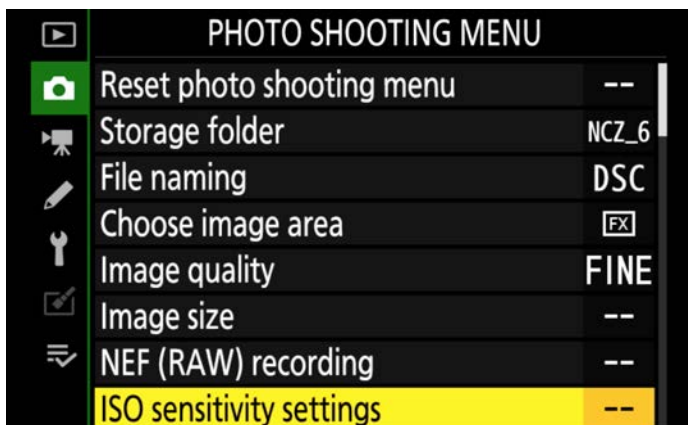 PHOTO SHOOTING MENU
Reset photo shooting menu --
Storage folder NCZ_6
File naming DSC
Choose image area FX
Image quality FINE
Image size --
NEF (RAW) recording --
ISO sensitivity settings --